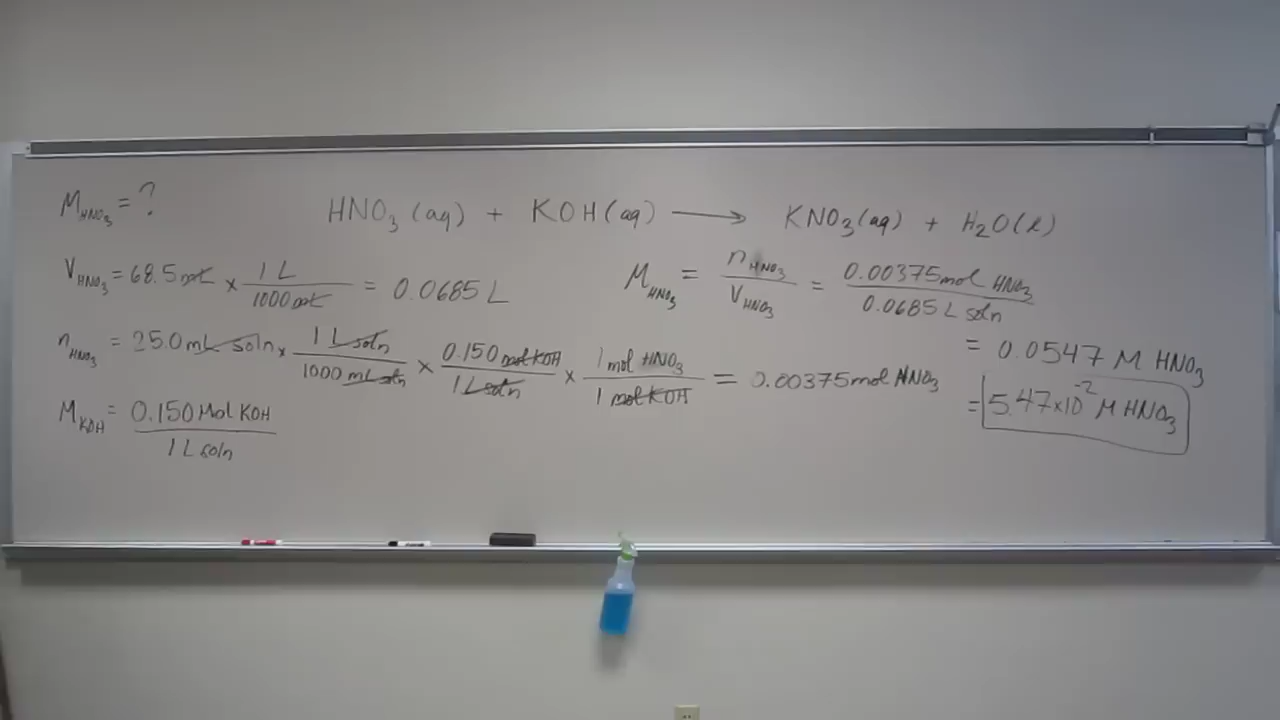 M_HNO₃ = ?
HNO₃ (aq) + KOH (aq) ⟶ KNO₃ (aq) + H₂O (l)
V_HNO₃ = 68.5 mL × 1 L / 1000 mL = 0.0685 L
n_HNO₃ = 25.0 mL soln × 1 L soln / 1000 mL soln × 0.150 mol KOH / 1 L soln × 1 mol HNO₃ / 1 mol KOH = 0.00375 mol HNO₃
M_KOH = 0.150 Mol KOH / 1 L soln
M_HNO₃ = n_HNO₃ / V_HNO₃ = 0.00375 mol HNO₃ / 0.0685 L soln
= 0.0547 M HNO₃
= 5.47×10⁻² M HNO₃